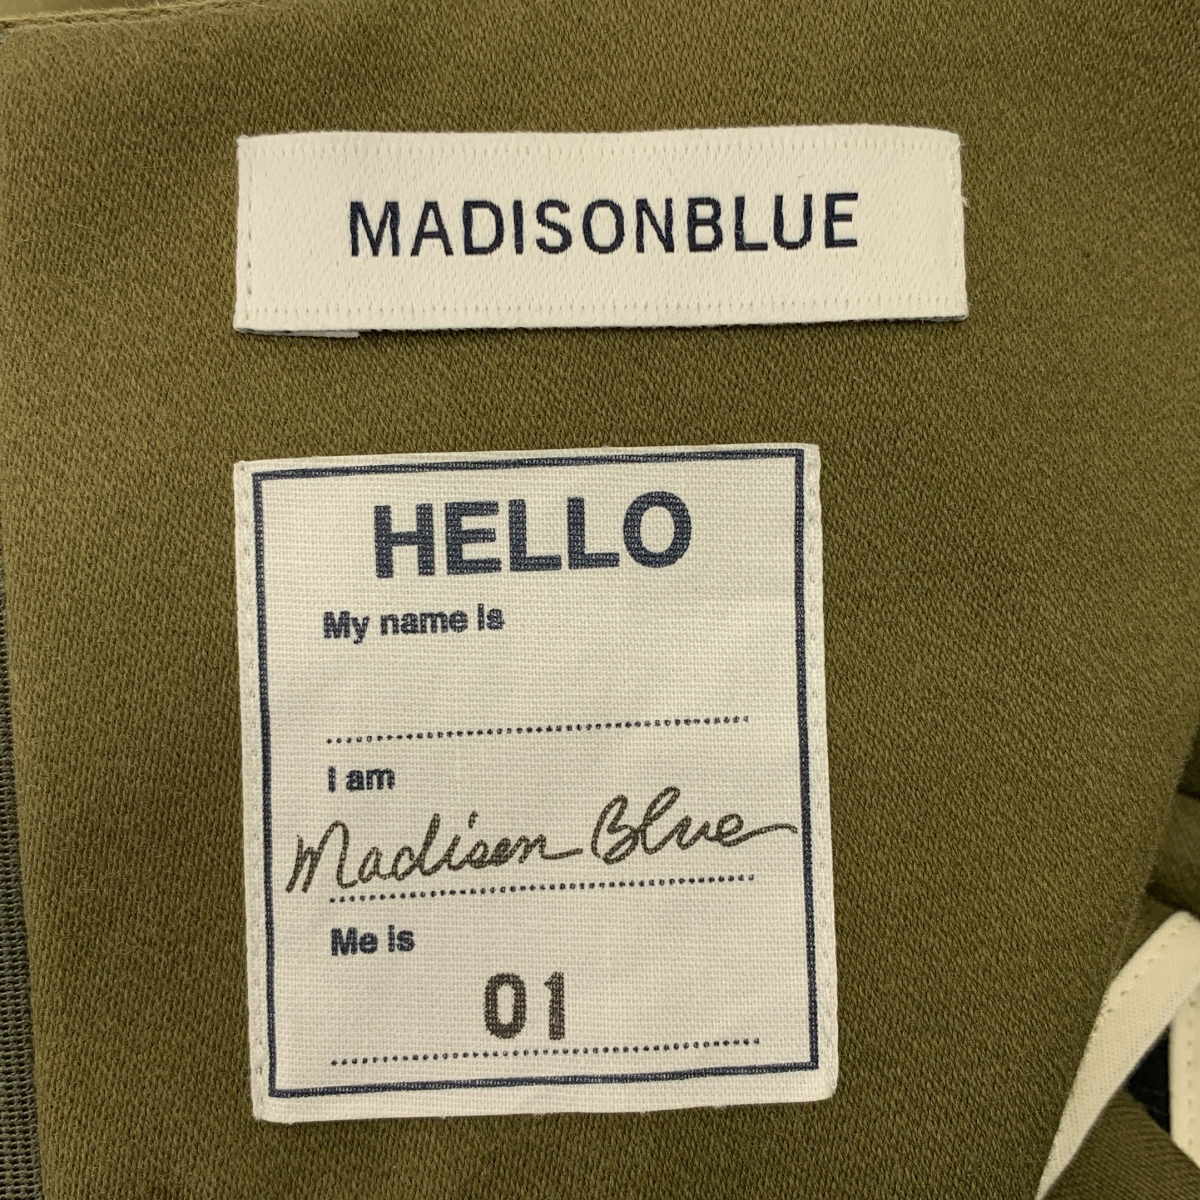 MADISONBLUE
HELLO
My name is
I am
Madison Blue
Me is
01